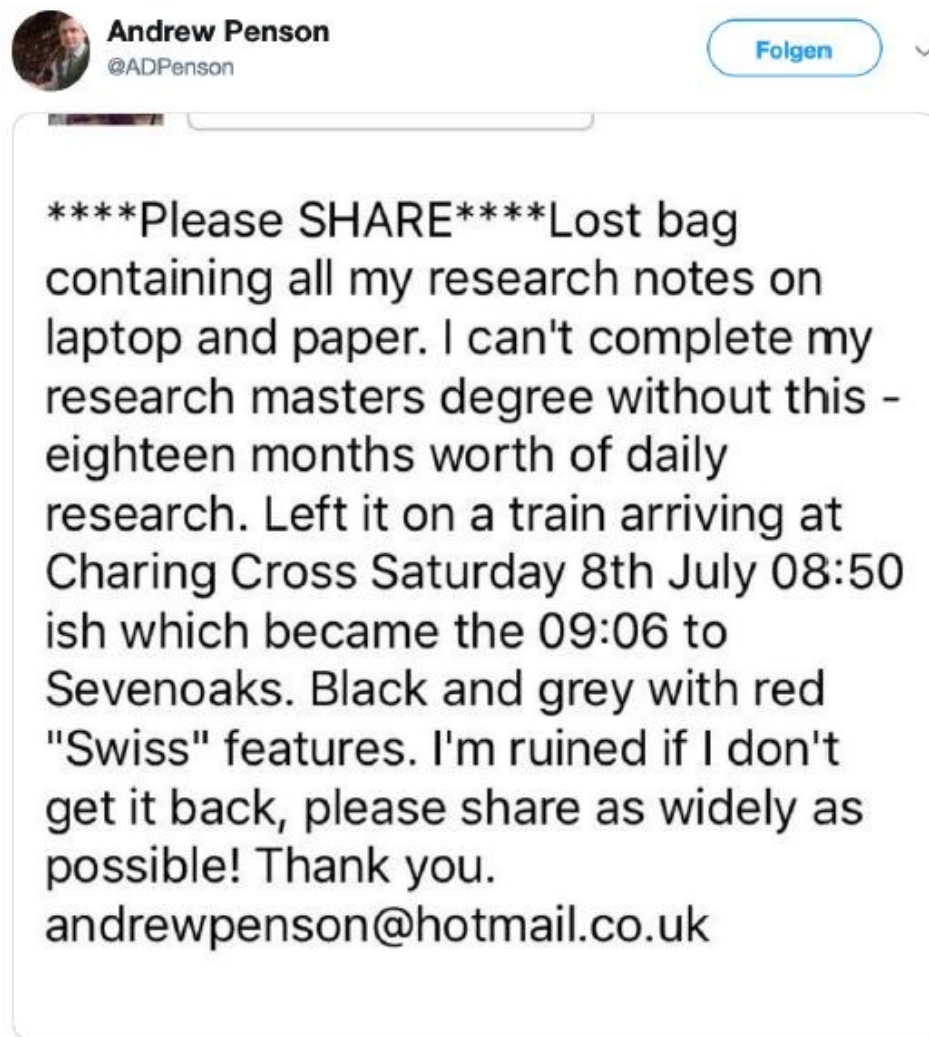 Andrew Penson
@ADPenson
Folgen
****Please SHARE****Lost bag
containing all my research notes on
laptop and paper. I can't complete my
research masters degree without this -
eighteen months worth of daily
research. Left it on a train arriving at
Charing Cross Saturday 8th July 08:50
ish which became the 09:06 to
Sevenoaks. Black and grey with red
"Swiss" features. I'm ruined if I don't
get it back, please share as widely as
possible! Thank you.
andrewpenson@hotmail.co.uk